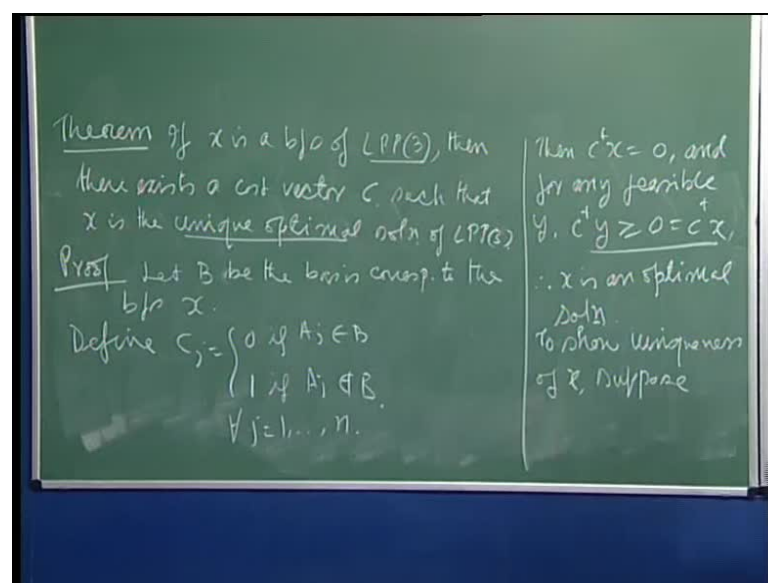 Theorem If x is a bfs of LPP(3), then
there exists a cost vector C, such that
x is the unique optimal soln of LPP(3)
Proof Let B be the basis corresp. to the
bfs x.
Define Cj = { 0 if Aj ∈ B
1 if Aj ∉ B.
∀ j=1,..., n.
Then cᵗx = 0, and
for any feasible
y, cᵗy ≥ 0 = cᵗx,
∴ x is an optimal
soln.
To show uniqueness
of x, suppose